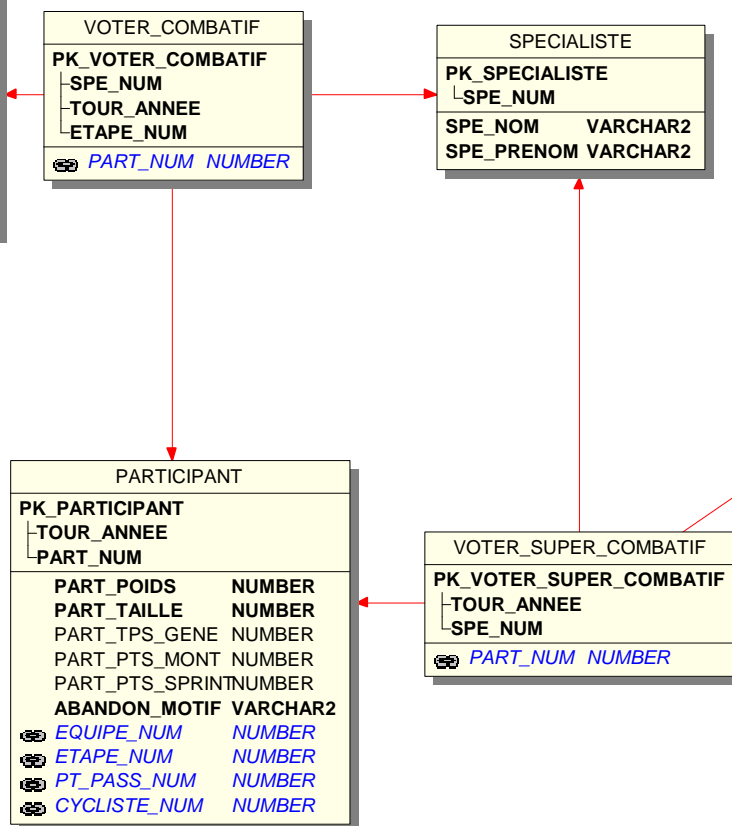 VOTER_COMBATIF
PK_VOTER_COMBATIF
SPE_NUM
TOUR_ANNEE
ETAPE_NUM
PART_NUM NUMBER
SPECIALISTE
PK_SPECIALISTE
SPE_NUM
SPE_NOM VARCHAR2
SPE_PRENOM VARCHAR2
PARTICIPANT
PK_PARTICIPANT
TOUR_ANNEE
PART_NUM
PART_POIDS NUMBER
PART_TAILLE NUMBER
PART_TPS_GENE NUMBER
PART_PTS_MONT NUMBER
PART_PTS_SPRINTNUMBER
ABANDON_MOTIF VARCHAR2
EQUIPE_NUM NUMBER
ETAPE_NUM NUMBER
PT_PASS_NUM NUMBER
CYCLISTE_NUM NUMBER
VOTER_SUPER_COMBATIF
PK_VOTER_SUPER_COMBATIF
TOUR_ANNEE
SPE_NUM
PART_NUM NUMBER